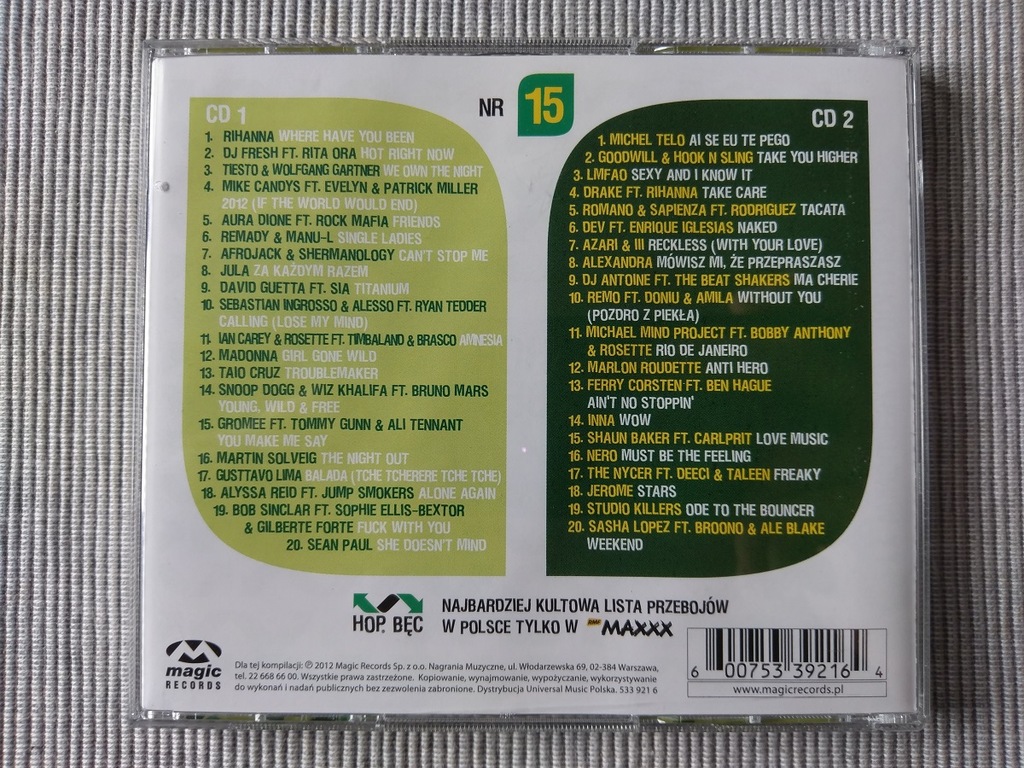 NR 15
CD 1
1. RIHANNA WHERE HAVE YOU BEEN
2. DJ FRESH FT. RITA ORA HOT RIGHT NOW
3. TIESTO & WOLFGANG GARTNER WE OWN THE NIGHT
4. MIKE CANDYS FT. EVELYN & PATRICK MILLER
2012 (IF THE WORLD WOULD END)
5. AURA DIONE FT. ROCK MAFIA FRIENDS
6. REMADY & MANU-L SINGLE LADIES
7. AFROJACK & SHERMANOLOGY CAN'T STOP ME
8. JULA ZA KAŻDYM RAZEM
9. DAVID GUETTA FT. SIA TITANIUM
10. SEBASTIAN INGROSSO & ALESSO FT. RYAN TEDDER
CALLING (LOSE MY MIND)
11. IAN CAREY & ROSETTE FT. TIMBALAND & BRASCO AMNESIA
12. MADONNA GIRL GONE WILD
13. TAIO CRUZ TROUBLEMAKER
14. SNOOP DOGG & WIZ KHALIFA FT. BRUNO MARS
YOUNG, WILD & FREE
15. GROMEE FT. TOMMY GUNN & ALI TENNANT
YOU MAKE ME SAY
16. MARTIN SOLVEIG THE NIGHT OUT
17. GUSTTAVO LIMA BALADA (TCHE TCHERERE TCHE TCHE)
18. ALYSSA REID FT. JUMP SMOKERS ALONE AGAIN
19. BOB SINCLAR FT. SOPHIE ELLIS-BEXTOR
& GILBERTE FORTE FUCK WITH YOU
20. SEAN PAUL SHE DOESN'T MIND
CD 2
1. MICHEL TELO AI SE EU TE PEGO
2. GOODWILL & HOOK N SLING TAKE YOU HIGHER
3. LMFAO SEXY AND I KNOW IT
4. DRAKE FT. RIHANNA TAKE CARE
5. ROMANO & SAPIENZA FT. RODRIGUEZ TACATA
6. DEV FT. ENRIQUE IGLESIAS NAKED
7. AZARI & III RECKLESS (WITH YOUR LOVE)
8. ALEXANDRA MÓWISZ MI, ŻE PRZEPRASZASZ
9. DJ ANTOINE FT. THE BEAT SHAKERS MA CHERIE
10. REMO FT. DONIU & AMILA WITHOUT YOU
(POZDRO Z PIEKŁA)
11. MICHAEL MIND PROJECT FT. BOBBY ANTHONY
& ROSETTE RIO DE JANEIRO
12. MARLON ROUDETTE ANTI HERO
13. FERRY CORSTEN FT. BEN HAGUE
AIN'T NO STOPPIN'
14. INNA WOW
15. SHAUN BAKER FT. CARLPRIT LOVE MUSIC
16. NERO MUST BE THE FEELING
17. THE NYCER FT. DEECI & TALEEN FREAKY
18. JEROME STARS
19. STUDIO KILLERS ODE TO THE BOUNCER
20. SASHA LOPEZ FT. BROONO & ALE BLAKE
WEEKEND
HOP. BĘC
NAJBARDZIEJ KULTOWA LISTA PRZEBOJÓW
W POLSCE TYLKO W RMF MAXXX
magic
RECORDS
Dla tej kompilacji: ℗ 2012 Magic Records Sp. z o.o. Nagrania Muzyczne, ul. Włodarzewska 69, 02-384 Warszawa,
tel. 22 668 66 00. Wszystkie prawa zastrzeżone. Kopiowanie, wynajmowanie, wypożyczanie, wykorzystywanie
do wykonań i nadań publicznych bez zezwolenia zabronione. Dystrybucja Universal Music Polska. 533 921 6
6 00753 39216 4
www.magicrecords.pl